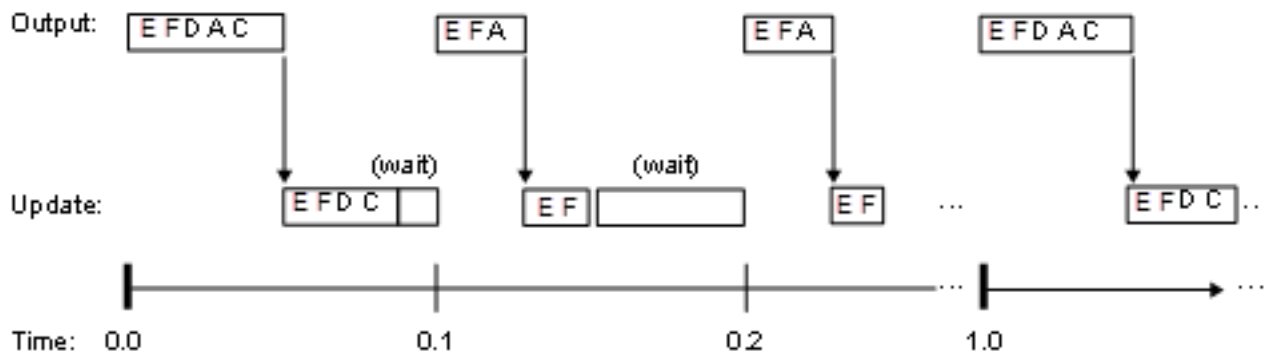 Output: E F D A C E F A E F A E F D A C
(wait) (wait)
Update: E F D C E F E F ... E F D C ..
... ...
Time: 0.0 0.1 0.2 1.0